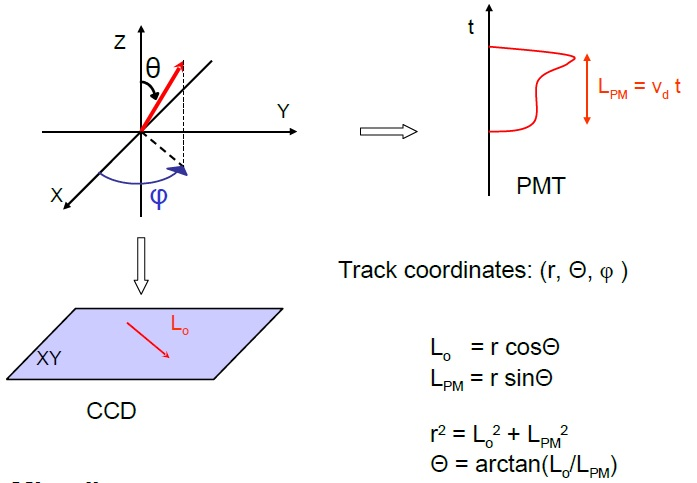 Z
θ
Y
X
φ
t
L_PM = v_d t
PMT
L_o
XY
CCD
Track coordinates: (r, Θ, φ )
L_o = r cosΘ
L_PM = r sinΘ
r² = L_o² + L_PM²
Θ = arctan(L_o/L_PM)